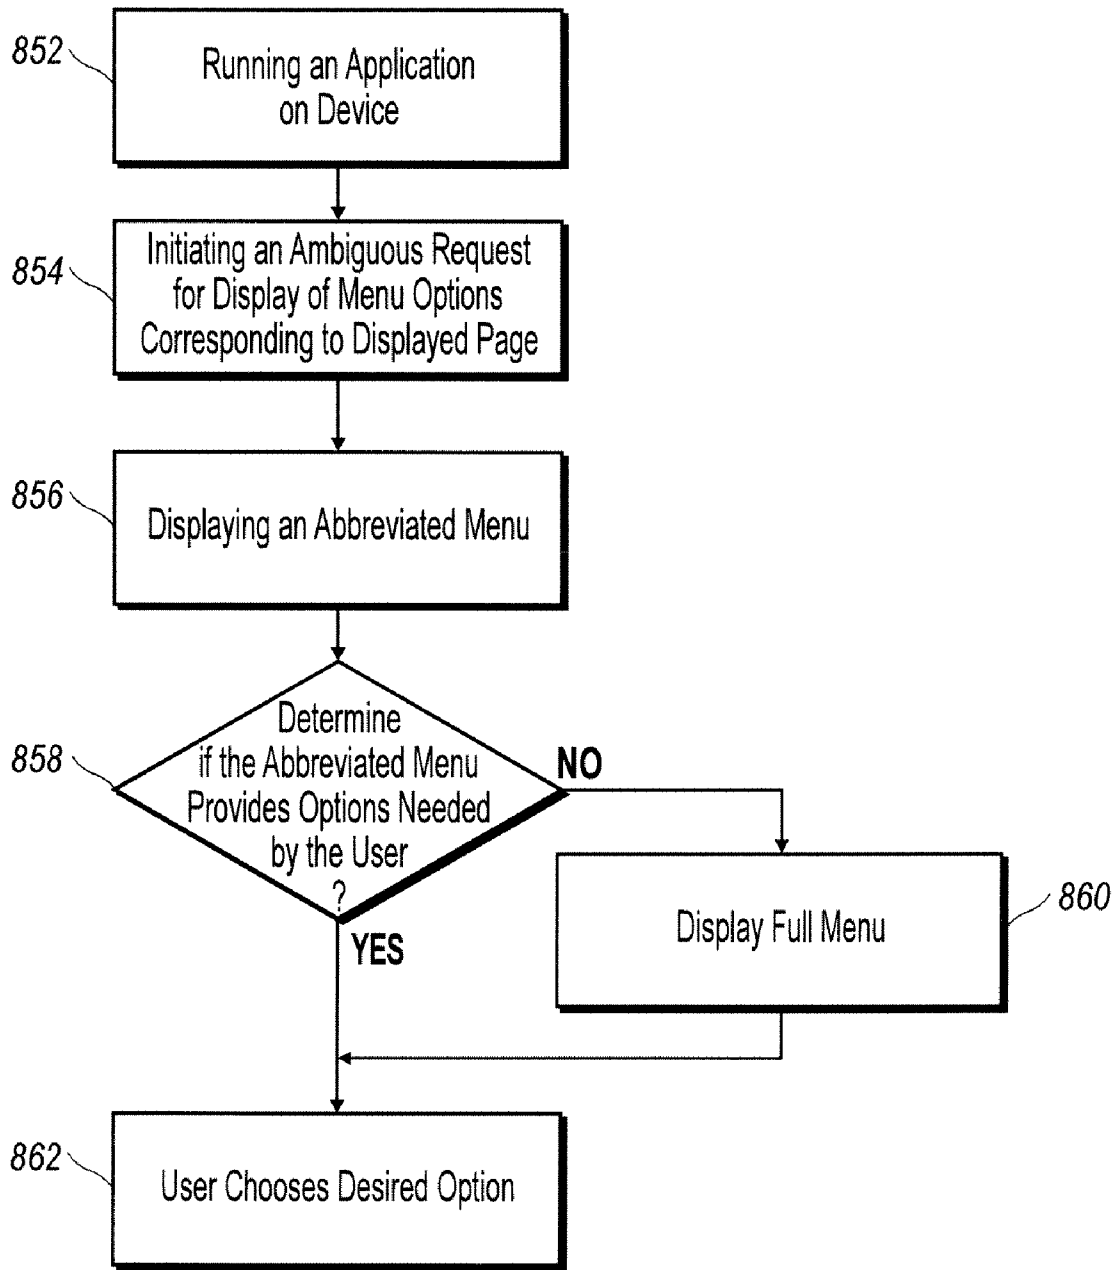 852
Running an Application
on Device
854
Initiating an Ambiguous Request
for Display of Menu Options
Corresponding to Displayed Page
856
Displaying an Abbreviated Menu
858
Determine
if the Abbreviated Menu
Provides Options Needed
by the User
?
NO
YES
860
Display Full Menu
862
User Chooses Desired Option